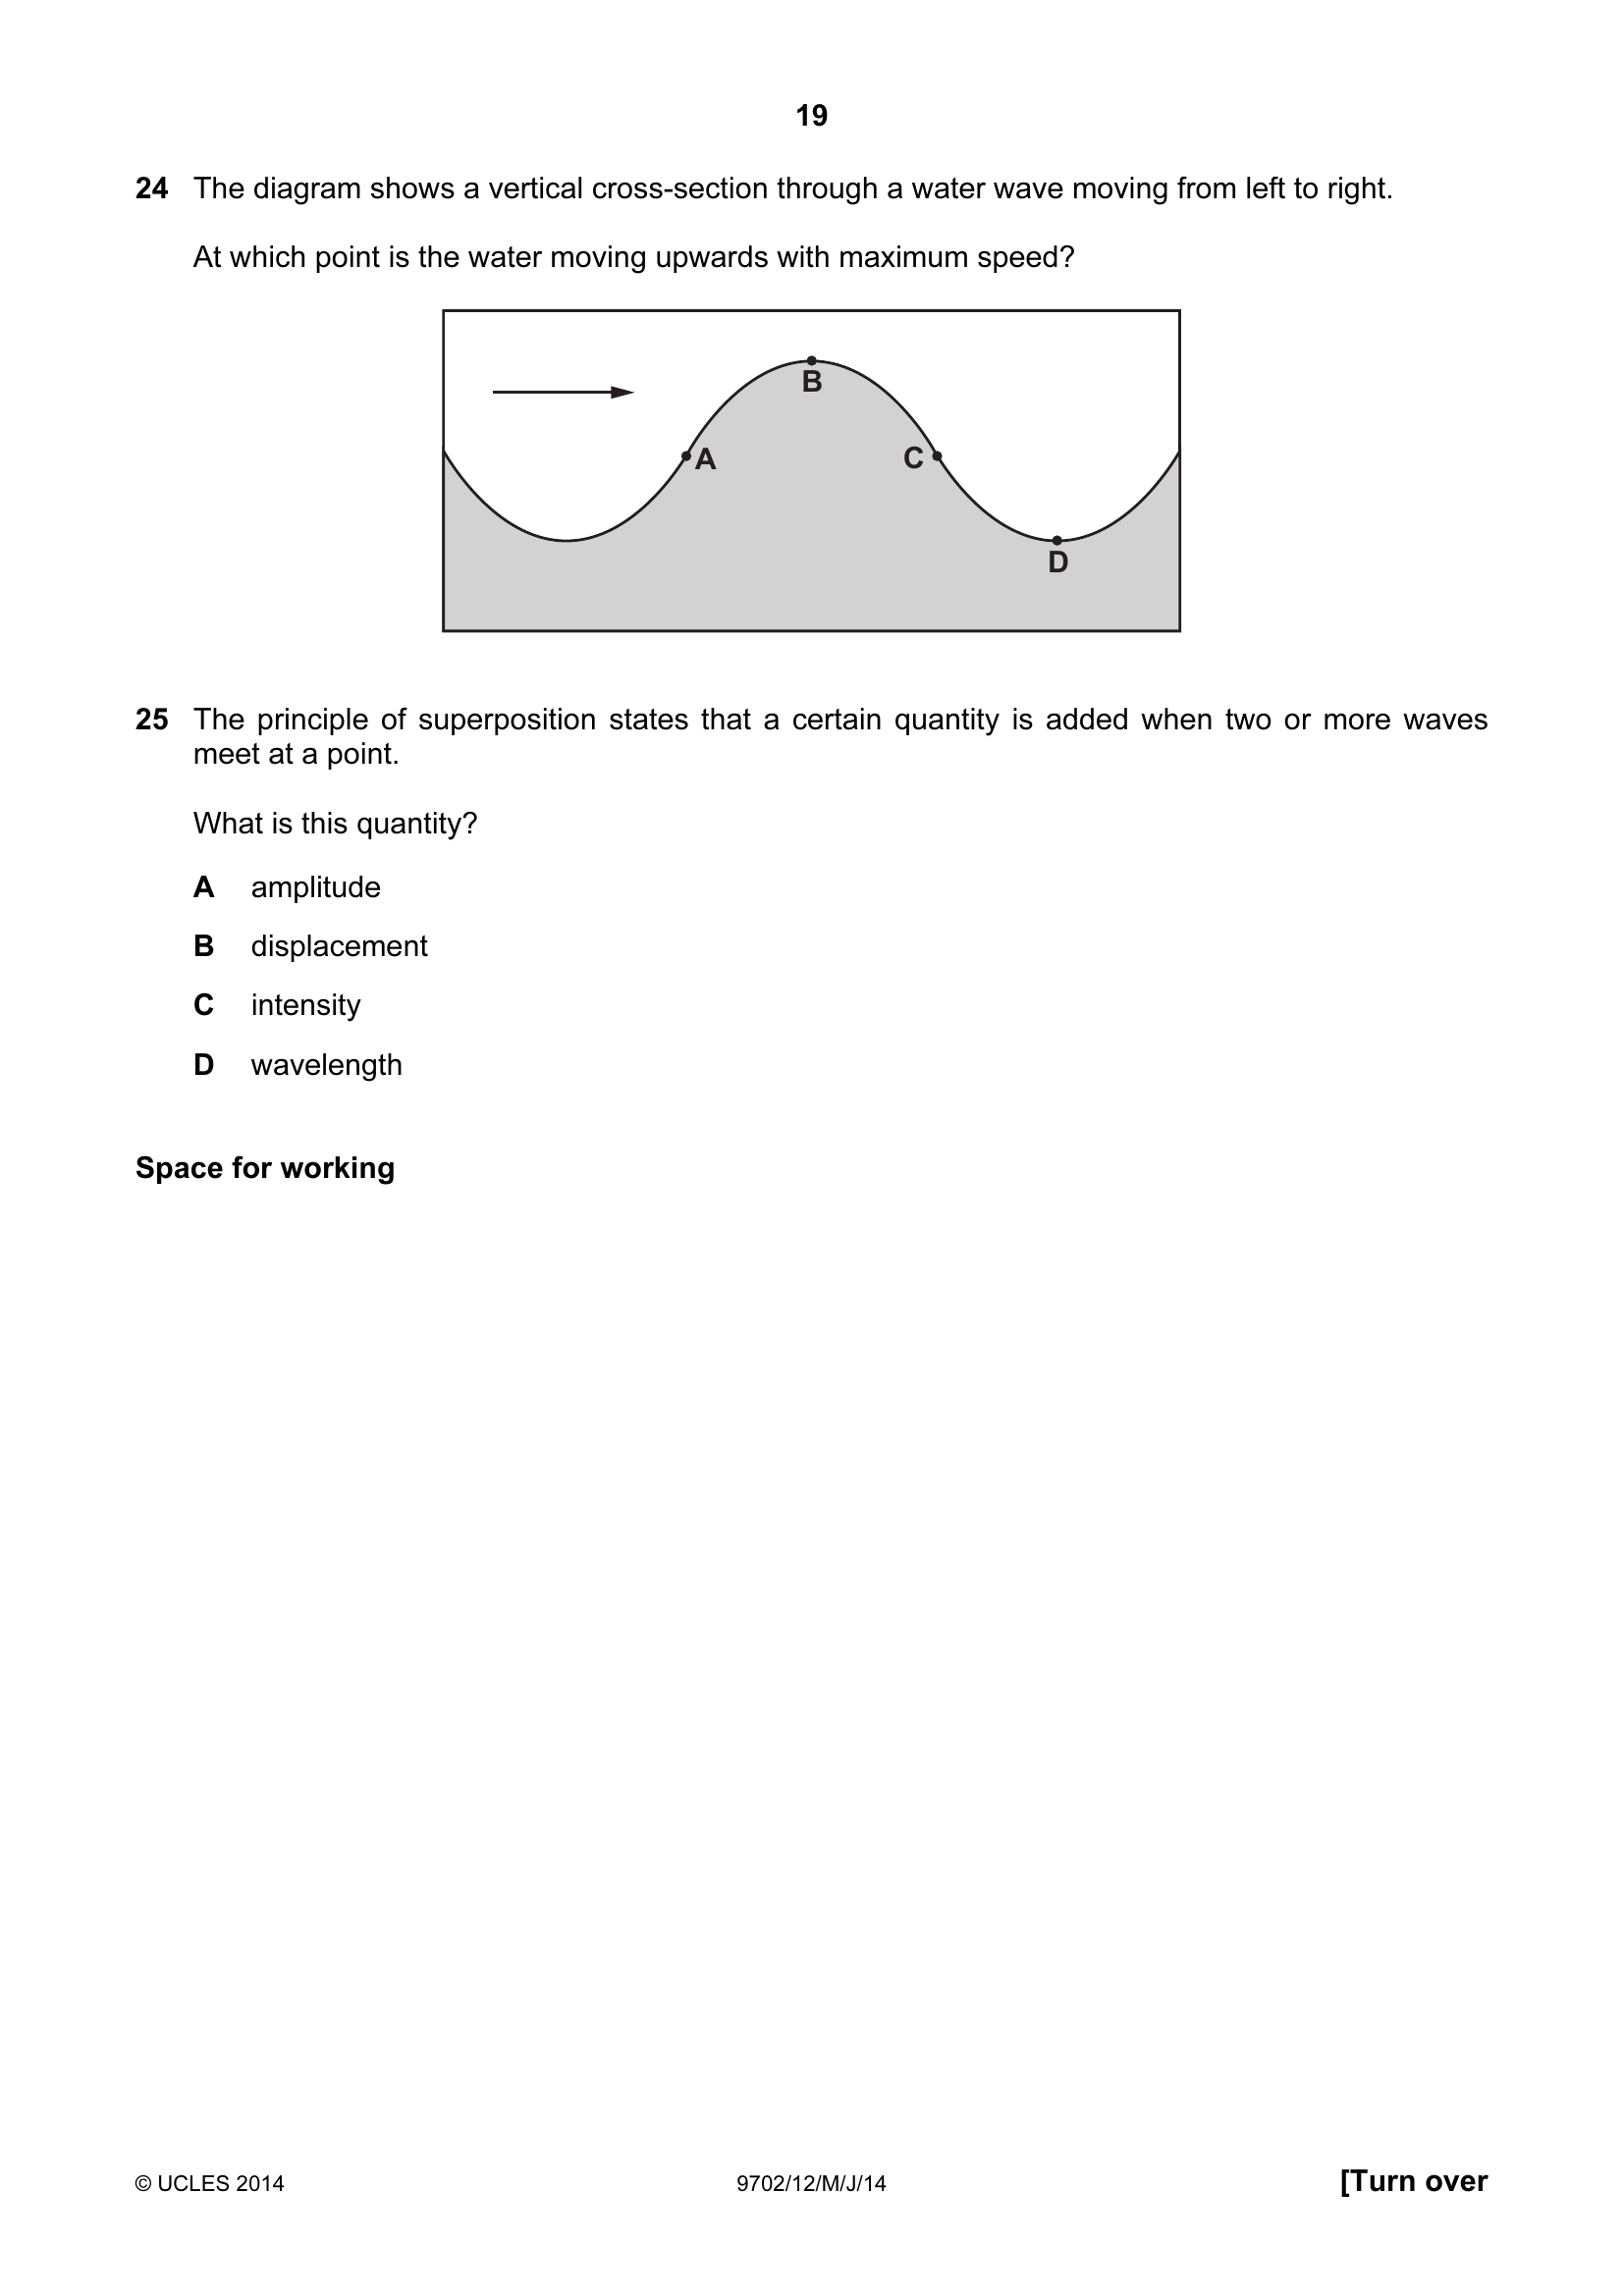 19
24 The diagram shows a vertical cross-section through a water wave moving from left to right.
At which point is the water moving upwards with maximum speed?
B
A
C
D
25 The principle of superposition states that a certain quantity is added when two or more waves
meet at a point.
What is this quantity?
A amplitude
B displacement
C intensity
D wavelength
Space for working
© UCLES 2014 9702/12/M/J/14 [Turn over